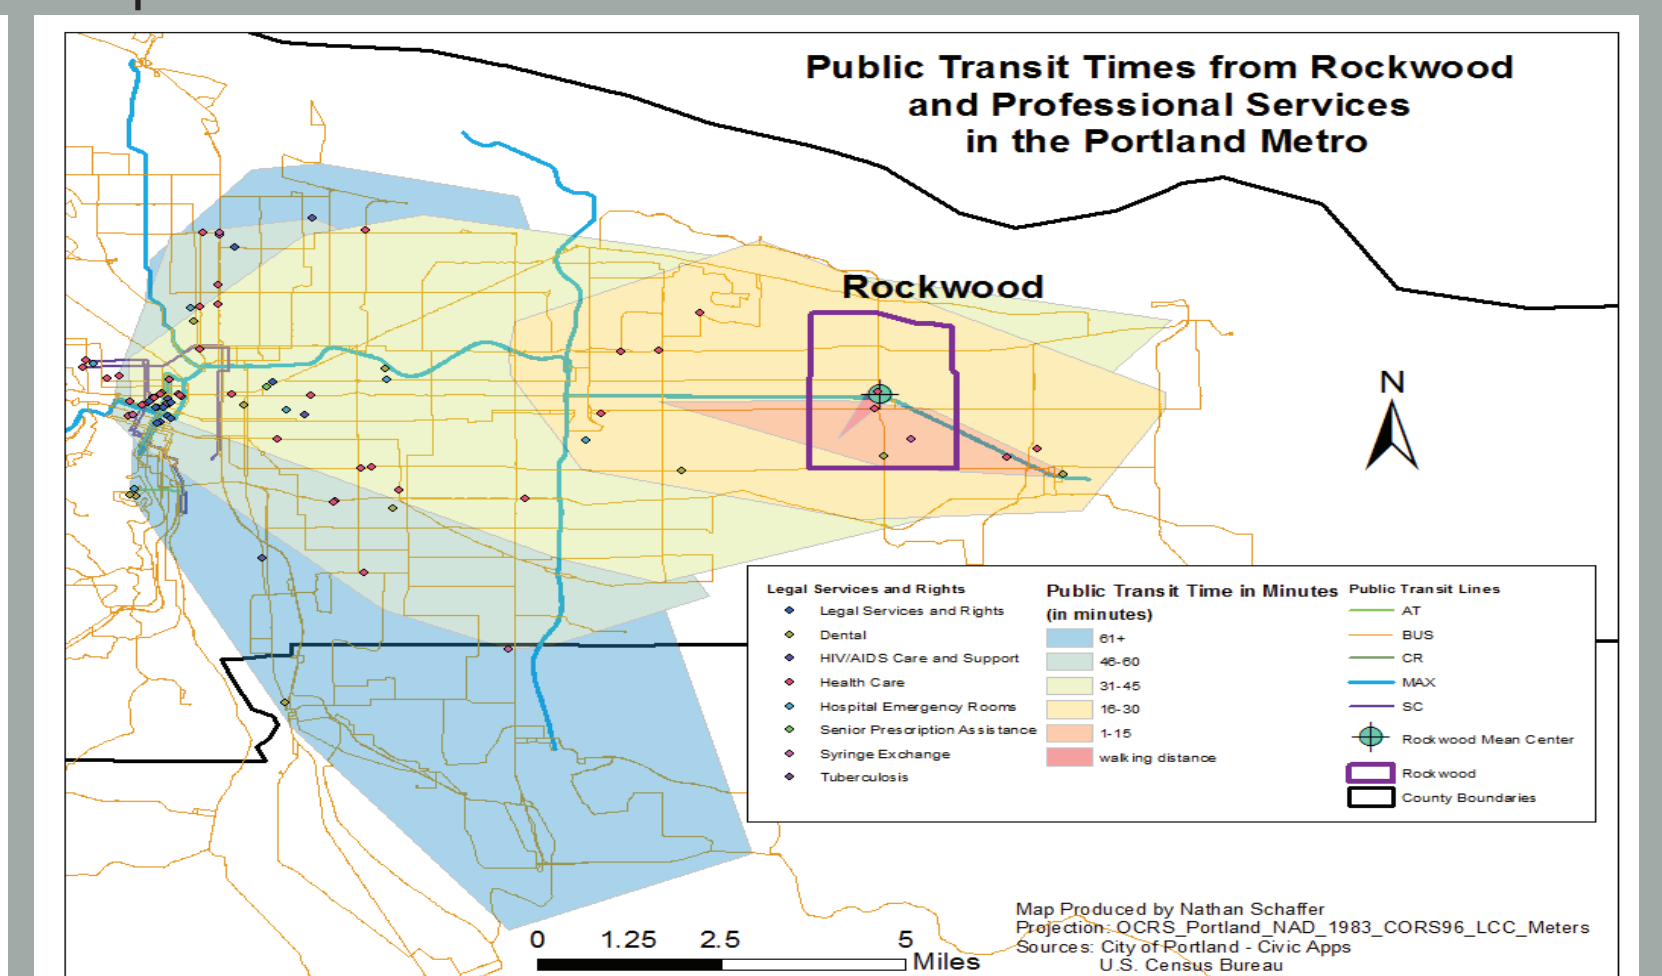 Public Transit Times from Rockwood
and Professional Services
in the Portland Metro
Rockwood
N
Legal Services and Rights
Legal Services and Rights
Dental
HIV/AIDS Care and Support
Health Care
Hospital Emergency Rooms
Senior Prescription Assistance
Syringe Exchange
Tuberculosis
Public Transit Time in Minutes
(in minutes)
61+
46-60
31-45
16-30
1-15
walking distance
Public Transit Lines
AT
BUS
CR
MAX
SC
Rockwood Mean Center
Rockwood
County Boundaries
0 1.25 2.5 5
Miles
Map Produced by Nathan Schaffer
Projection: OCRS_Portland_NAD_1983_CORS96_LCC_Meters
Sources: City of Portland - Civic Apps
U.S. Census Bureau